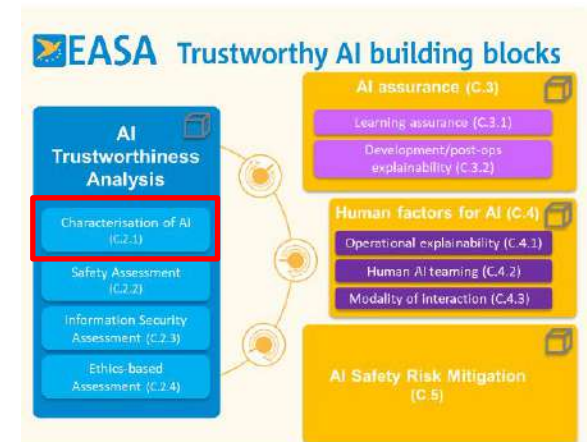 EASA Trustworthy AI building blocks
AI
Trustworthiness
Analysis
Characterisation of AI
(C.2.1)
Safety Assessment
(C.2.2)
Information Security
Assessment (C.2.3)
Ethics-based
Assessment (C.2.4)
AI assurance (C.3)
Learning assurance (C.3.1)
Development/post-ops
explainability (C.3.2)
Human factors for AI (C.4)
Operational explainability (C.4.1)
Human AI teaming (C.4.2)
Modality of interaction (C.4.3)
AI Safety Risk Mitigation
(C.5)